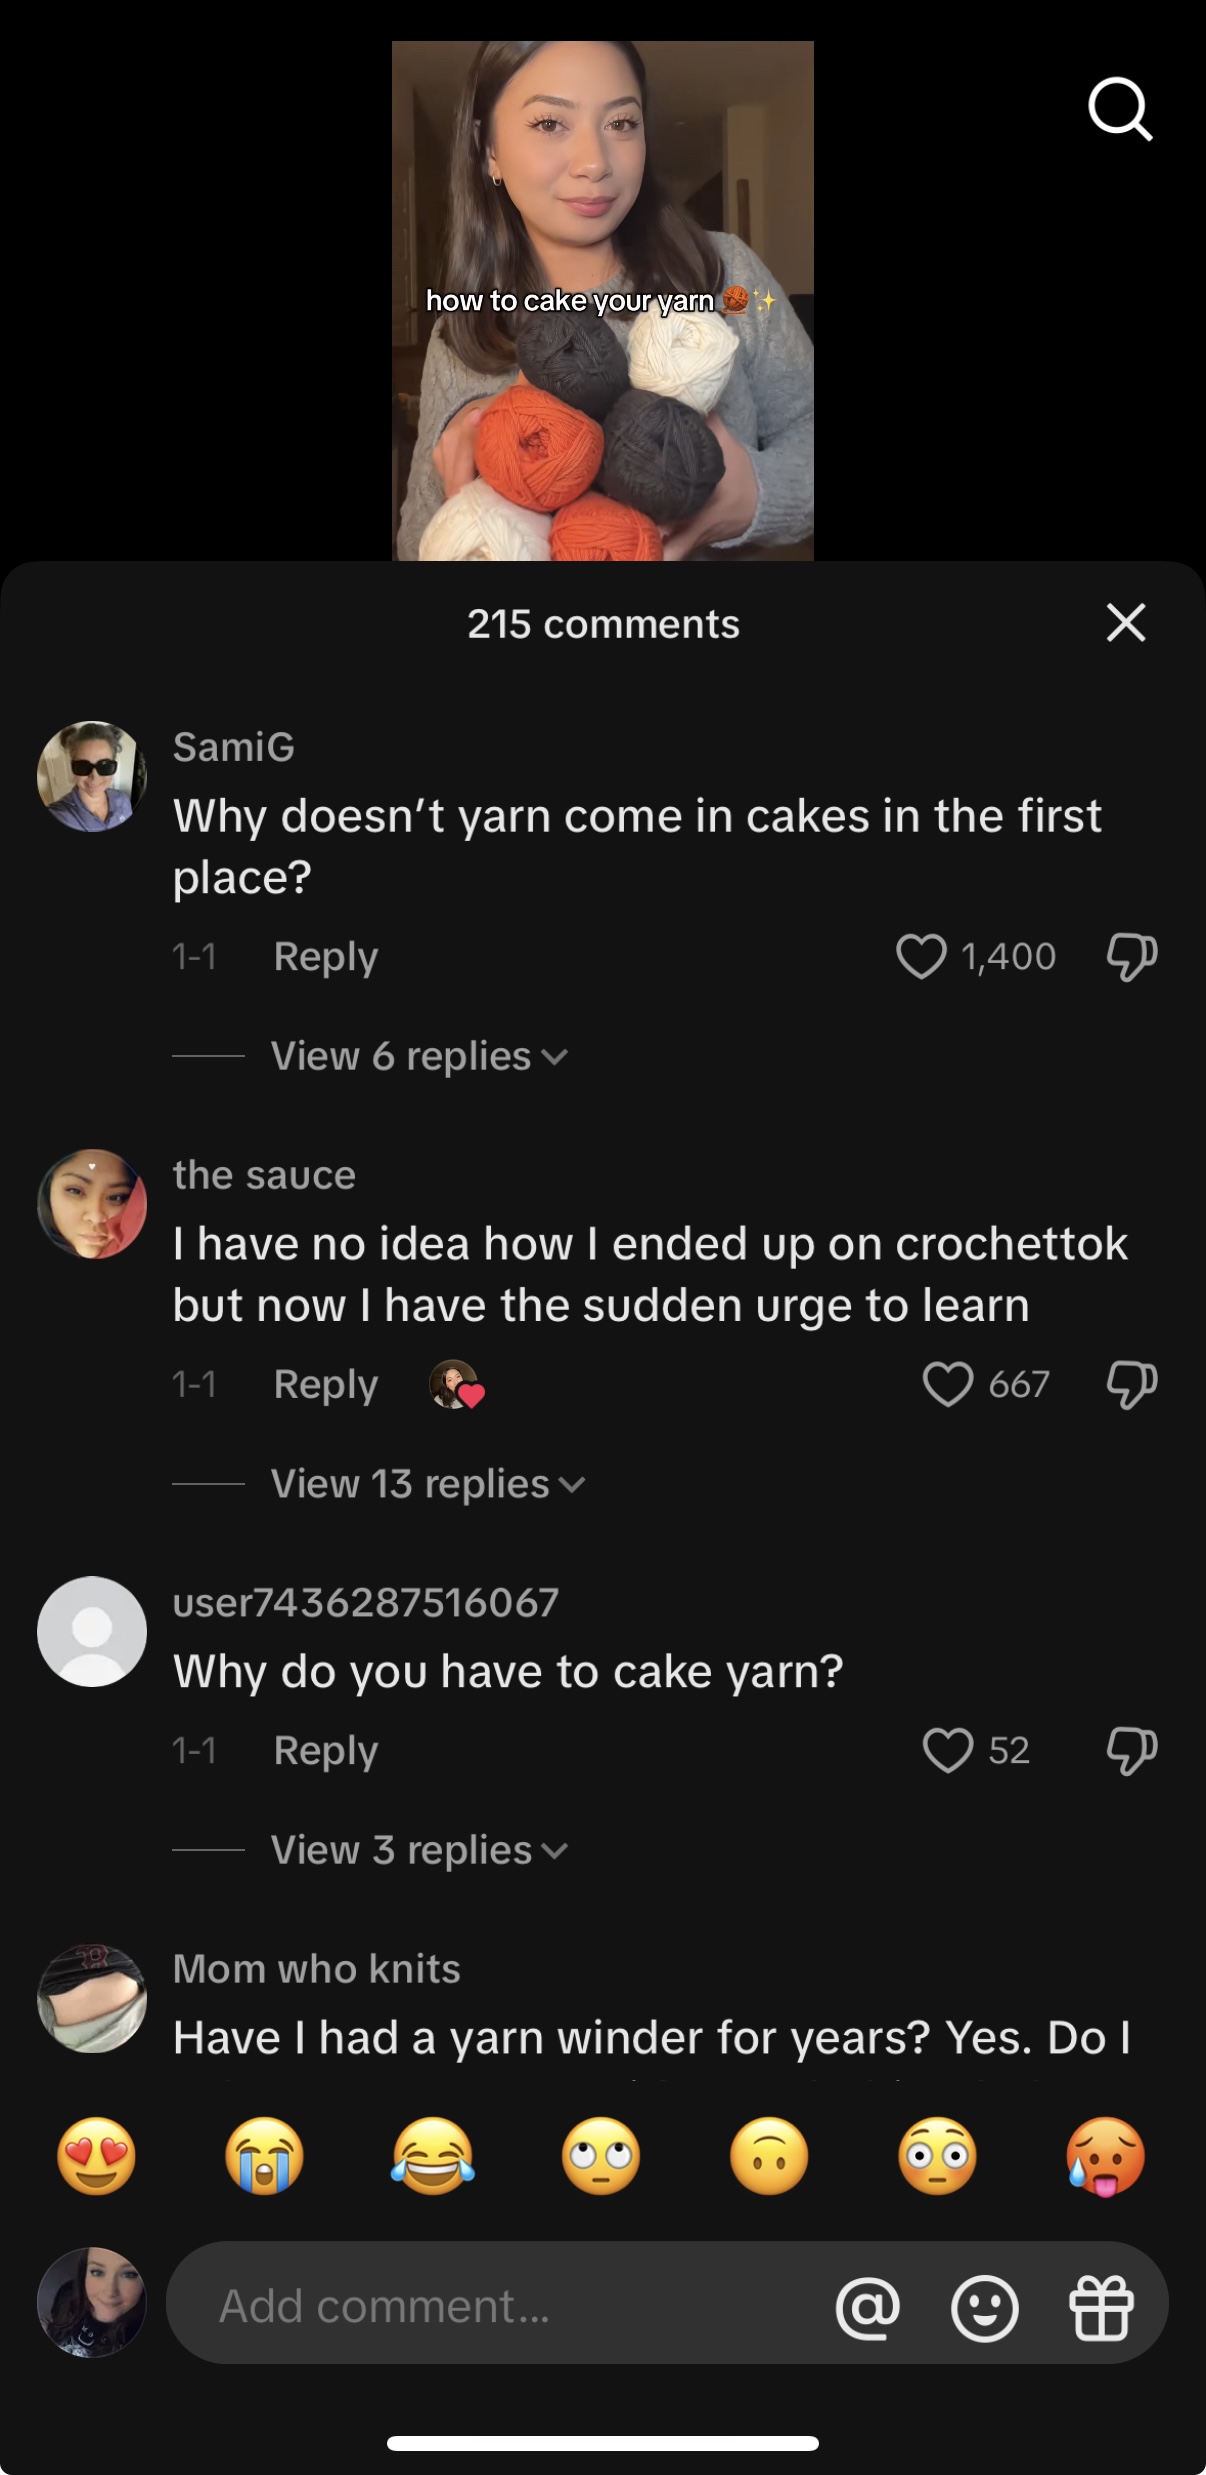 how to cake your yarn 🧶✨
215 comments
SamiG
Why doesn’t yarn come in cakes in the first
place?
1-1 Reply 1,400
View 6 replies
the sauce
I have no idea how I ended up on crochettok
but now I have the sudden urge to learn
1-1 Reply 667
View 13 replies
user7436287516067
Why do you have to cake yarn?
1-1 Reply 52
View 3 replies
Mom who knits
Have I had a yarn winder for years? Yes. Do I
Add comment...